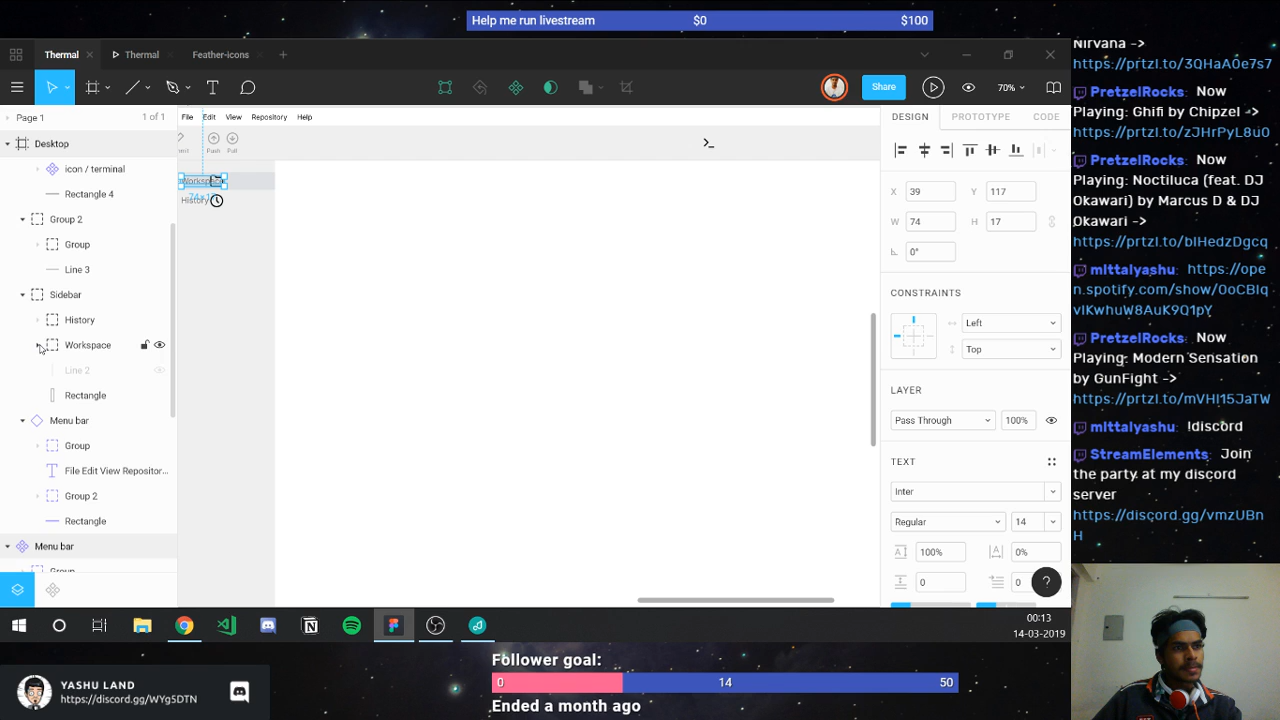 Help me run livestream $0 $100
Thermal
Thermal
Feather-icons
Share
70%
Page 1
1 of 1
Desktop
icon / terminal
Rectangle 4
Group 2
Group
Line 3
Sidebar
History
Workspace
Line 2
Rectangle
Menu bar
Group
File Edit View Repositor...
Group 2
Rectangle
Menu bar
Group
File Edit View Repository Help
Push Pull
Workspace
History
>_
DESIGN PROTOTYPE CODE
X 39 Y 117
W 74 H 17
0°
CONSTRAINTS
Left
Top
LAYER
Pass Through 100%
TEXT
Inter
Regular 14
100% 0%
0 0
?
00:13
14-03-2019
Nirvana ->
https://prtzl.to/3QHaA0e7s7
PretzelRocks: Now
Playing: Ghifi by Chipzel ->
https://prtzl.to/zJHrPyL8u0
PretzelRocks: Now
Playing: Noctiluca (feat. DJ
Okawari) by Marcus D & DJ
Okawari ->
https://prtzl.to/blHedzDgcq
mittalyashu: https://ope
n.spotify.com/show/0oCBIq
vIKwhuW8AuK9Q1PY
PretzelRocks: Now
Playing: Modern Sensation
by GunFight ->
https://prtzl.to/mVHl15JaTW
mittalyashu: !discord
StreamElements: Join
the party at my discord
server
https://discord.gg/vmzUBn
H
YASHU LAND
https://discord.gg/WYg5DTN
Follower goal:
0 14 50
Ended a month ago